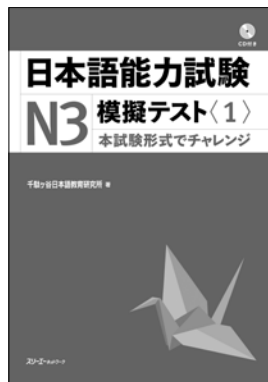 CD付き
日本語能力試験
N3 模擬テスト〈1〉
本試験形式でチャレンジ
千駄ヶ谷日本語教育研究所 著
スリーエーネットワーク